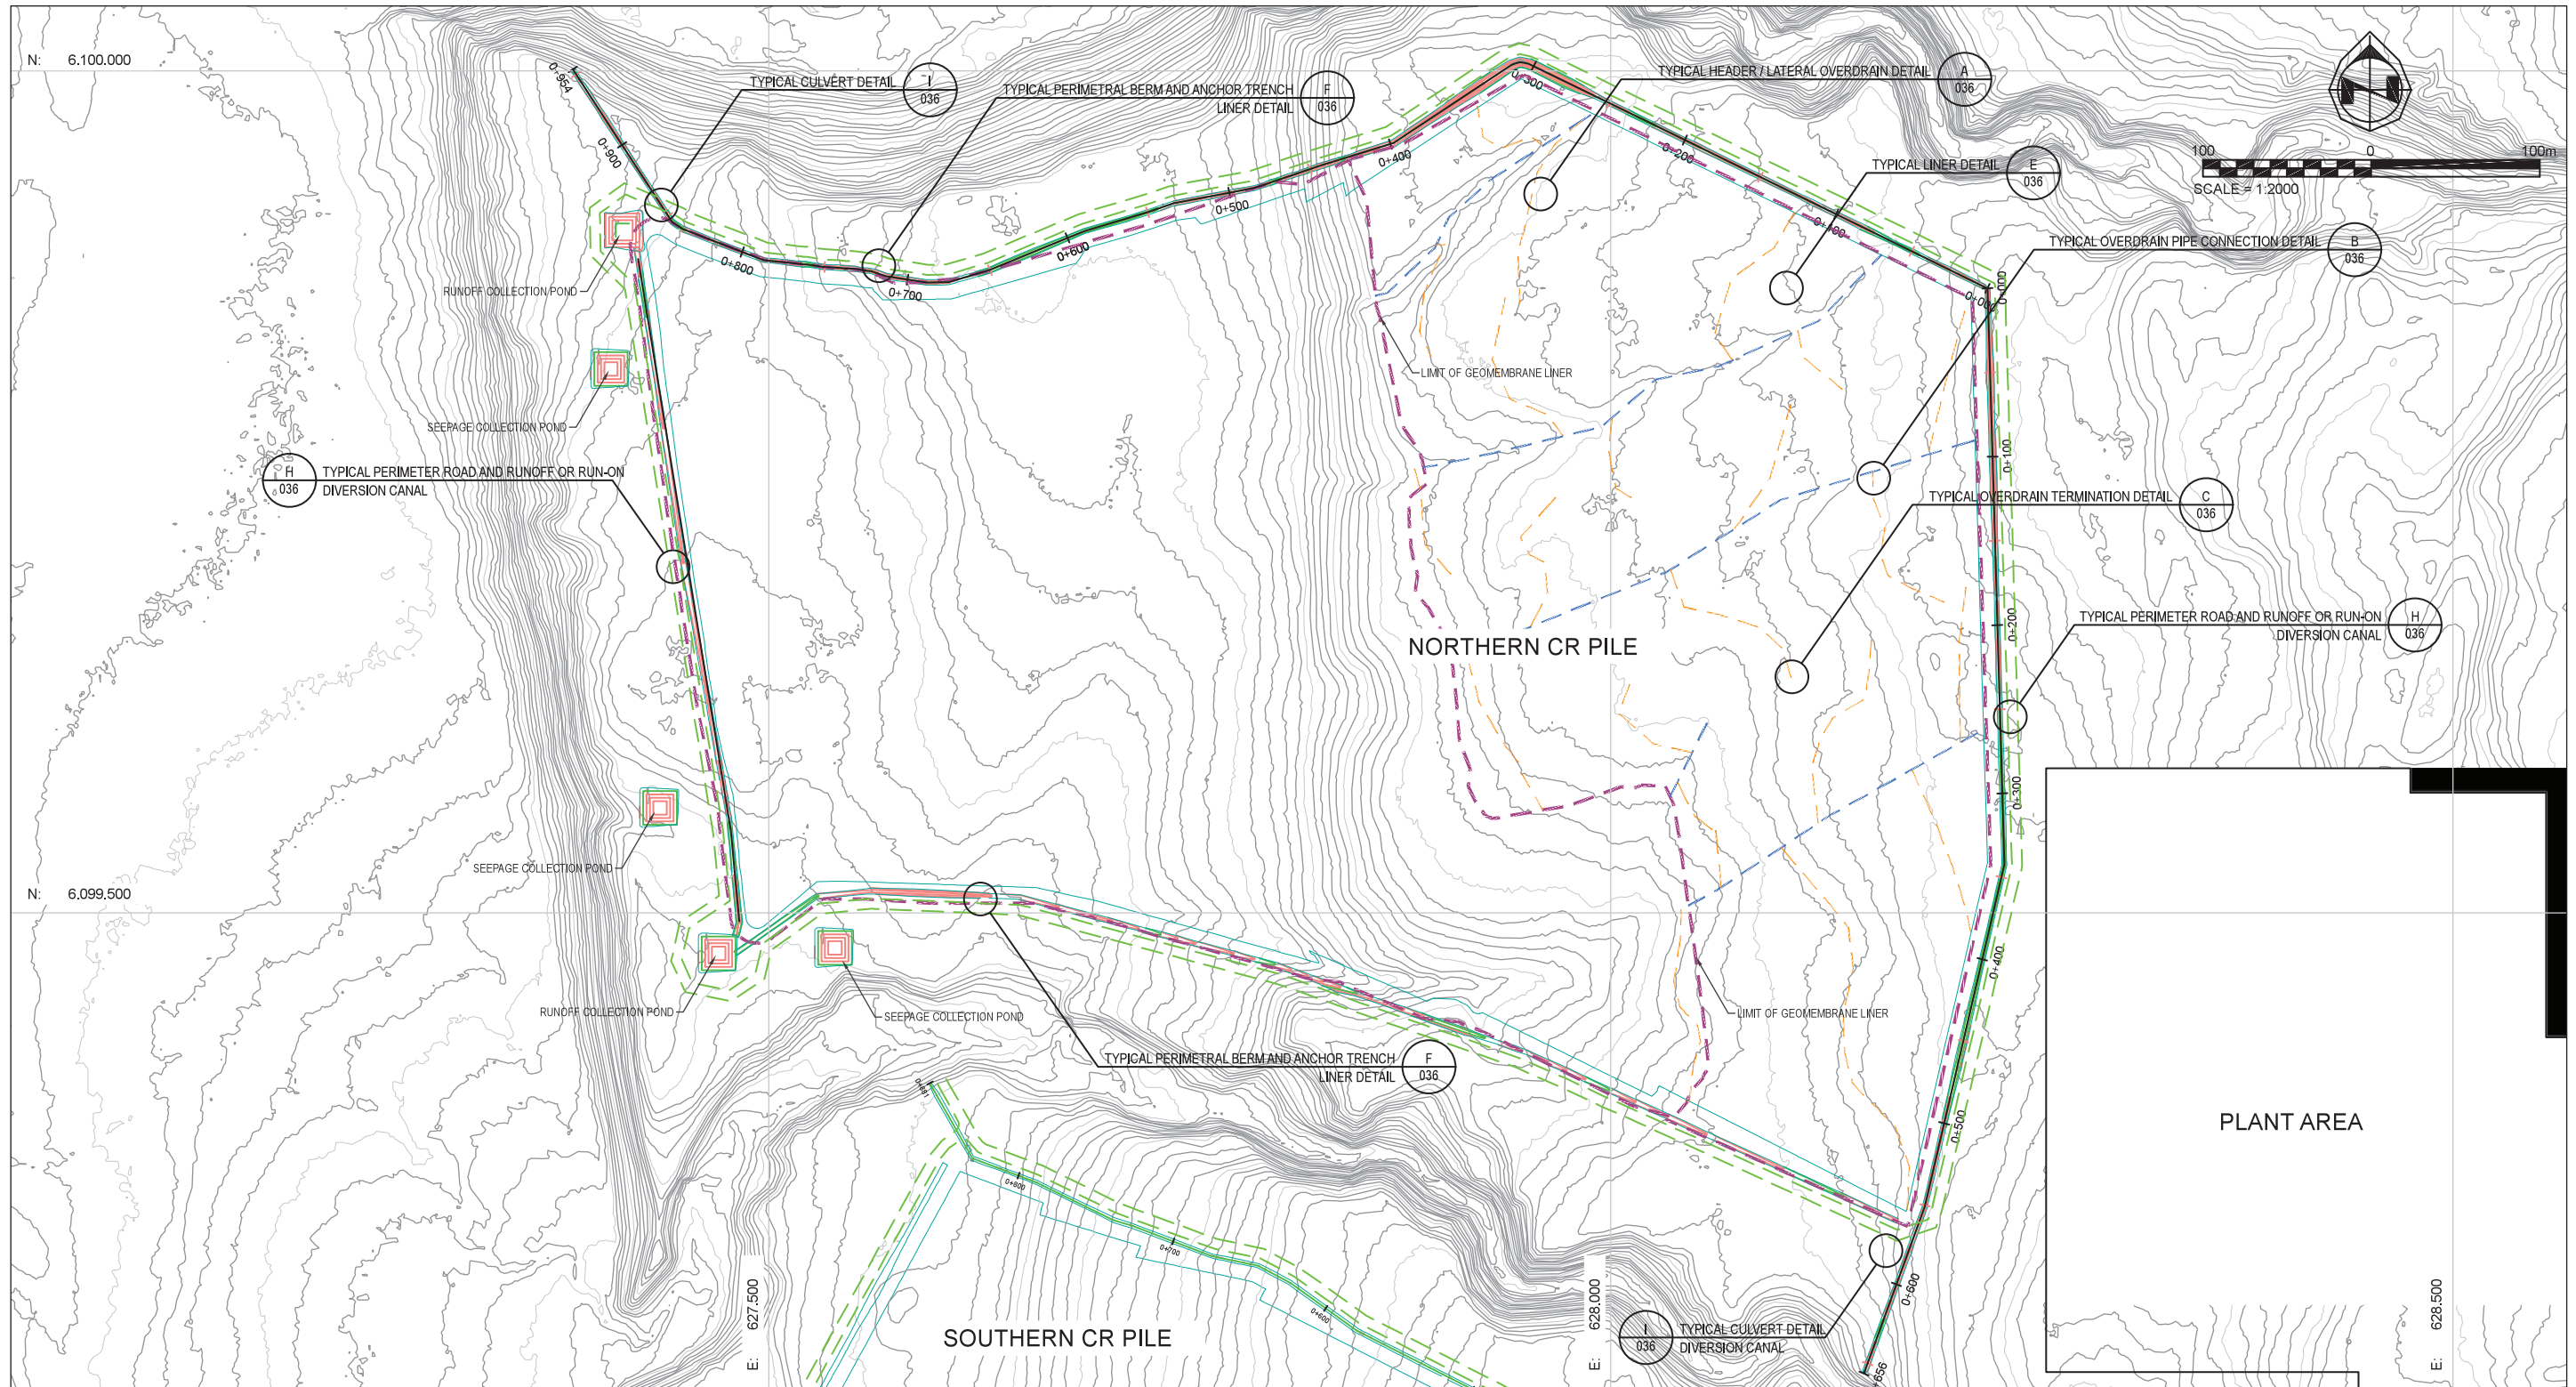 N: 6.100.000
0+954
TYPICAL CULVERT DETAIL
I
036
TYPICAL PERIMETRAL BERM AND ANCHOR TRENCH
LINER DETAIL
F
036
0+300
TYPICAL HEADER / LATERAL OVERDRAIN DETAIL
A
036
100 0 100m
SCALE = 1:2000
0+900
0+400
0+200
TYPICAL LINER DETAIL
E
036
0+500
0+100
TYPICAL OVERDRAIN PIPE CONNECTION DETAIL
B
036
0+600
0+800
0+700
RUNOFF COLLECTION POND
0+000
0+000
LIMIT OF GEOMEMBRANE LINER
SEEPAGE COLLECTION POND
H
036
TYPICAL PERIMETER ROAD AND RUNOFF OR RUN-ON
DIVERSION CANAL
0+100
TYPICAL OVERDRAIN TERMINATION DETAIL
C
036
0+200
TYPICAL PERIMETER ROAD AND RUNOFF OR RUN-ON
DIVERSION CANAL
H
036
NORTHERN CR PILE
0+300
SEEPAGE COLLECTION POND
N: 6.099.500
0+400
RUNOFF COLLECTION POND
SEEPAGE COLLECTION POND
LIMIT OF GEOMEMBRANE LINER
TYPICAL PERIMETRAL BERM AND ANCHOR TRENCH
LINER DETAIL
F
036
0+881
0+500
PLANT AREA
0+800
0+700
0+600
0+600
SOUTHERN CR PILE
I
036
TYPICAL CULVERT DETAIL
DIVERSION CANAL
E: 627.500
E: 628.000
E: 628.500